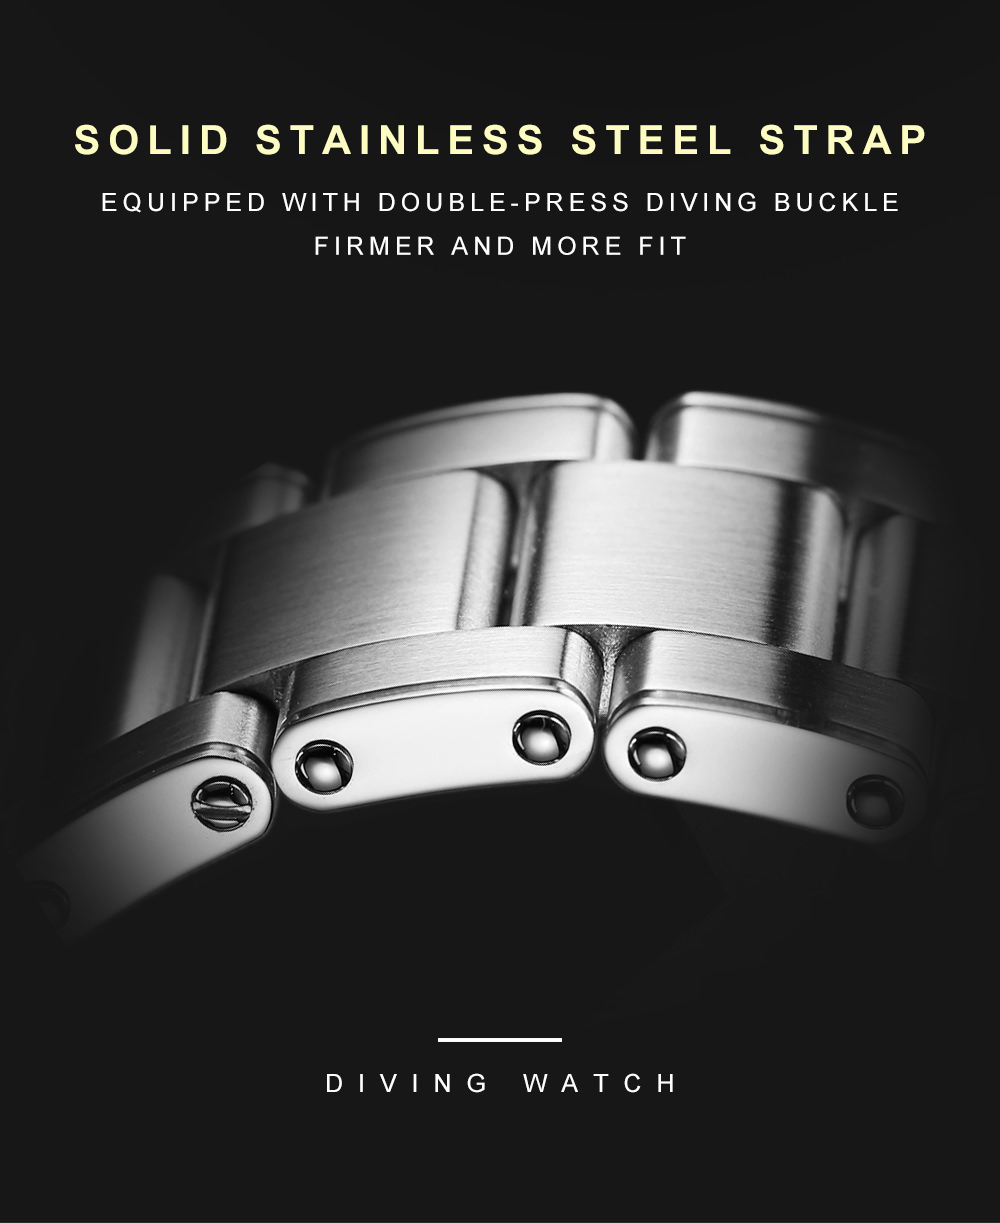 SOLID STAINLESS STEEL STRAP
EQUIPPED WITH DOUBLE-PRESS DIVING BUCKLE
FIRMER AND MORE FIT
DIVING WATCH